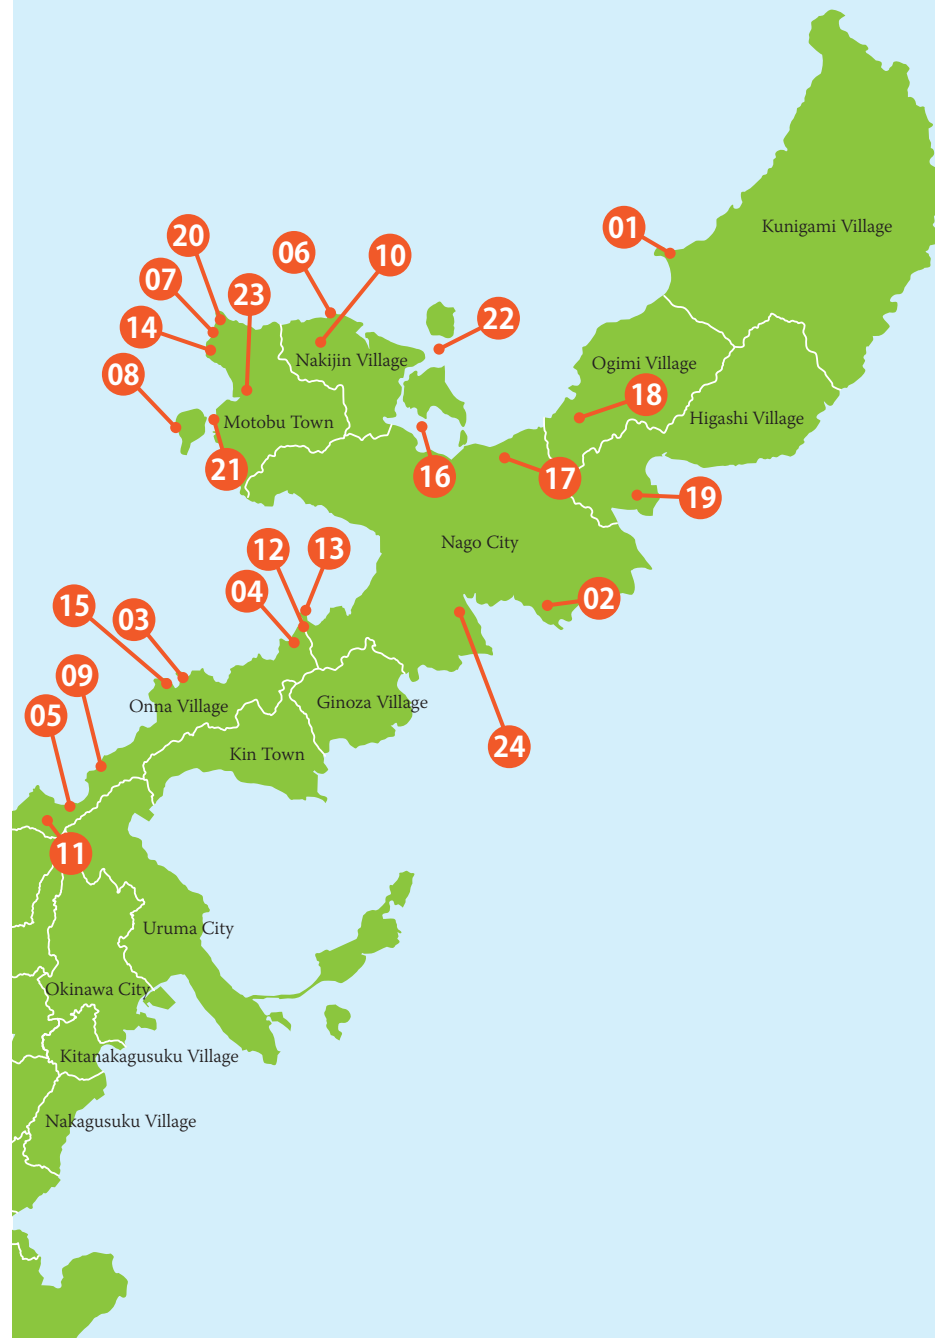 Kunigami Village
01
20
06
10
07
23
14
22
Nakijin Village
Ogimi Village
08
18
Higashi Village
Motobu Town
21
16
17
19
Nago City
12
13
04
02
15
03
09
Ginoza Village
Onna Village
05
24
Kin Town
11
Uruma City
Okinawa City
Kitanakagusuku Village
Nakagusuku Village